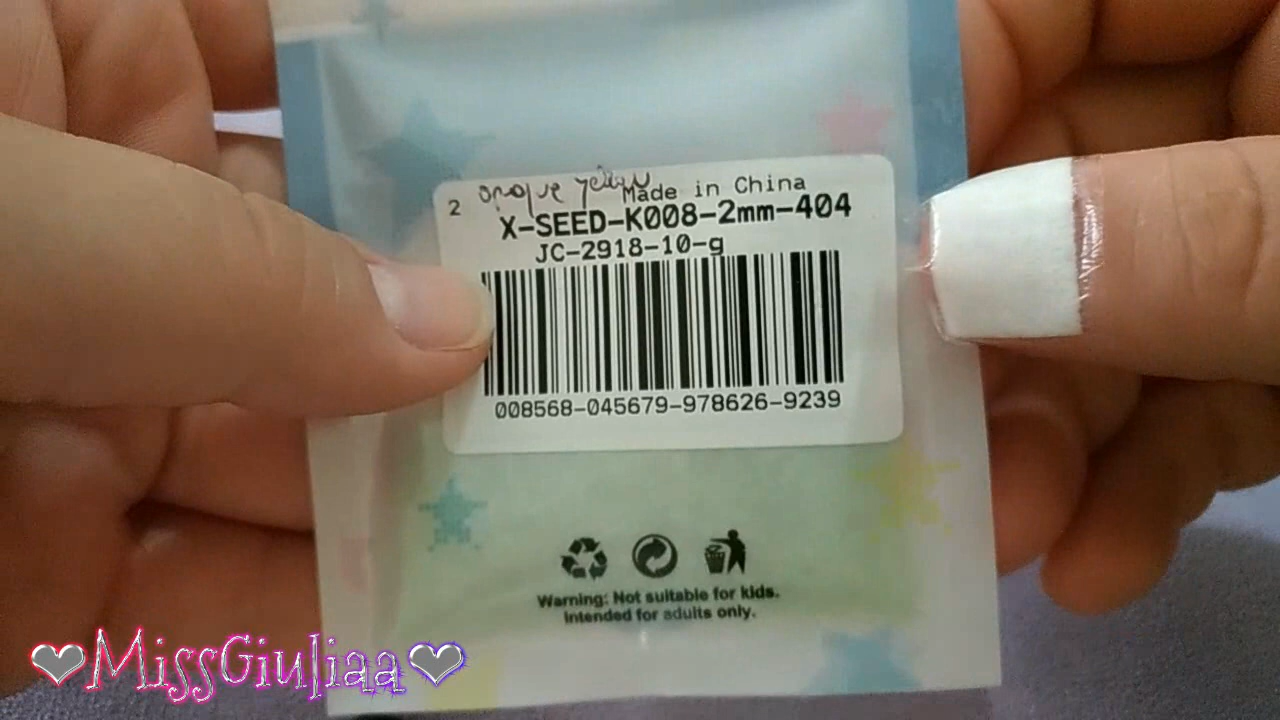 opaque yellow
Made in China
2
X-SEED-K008-2mm-404
JC-2918-10-g
008568-045679-978626-9239
Warning: Not suitable for kids.
Intended for adults only.
❤MissGiuliaa❤